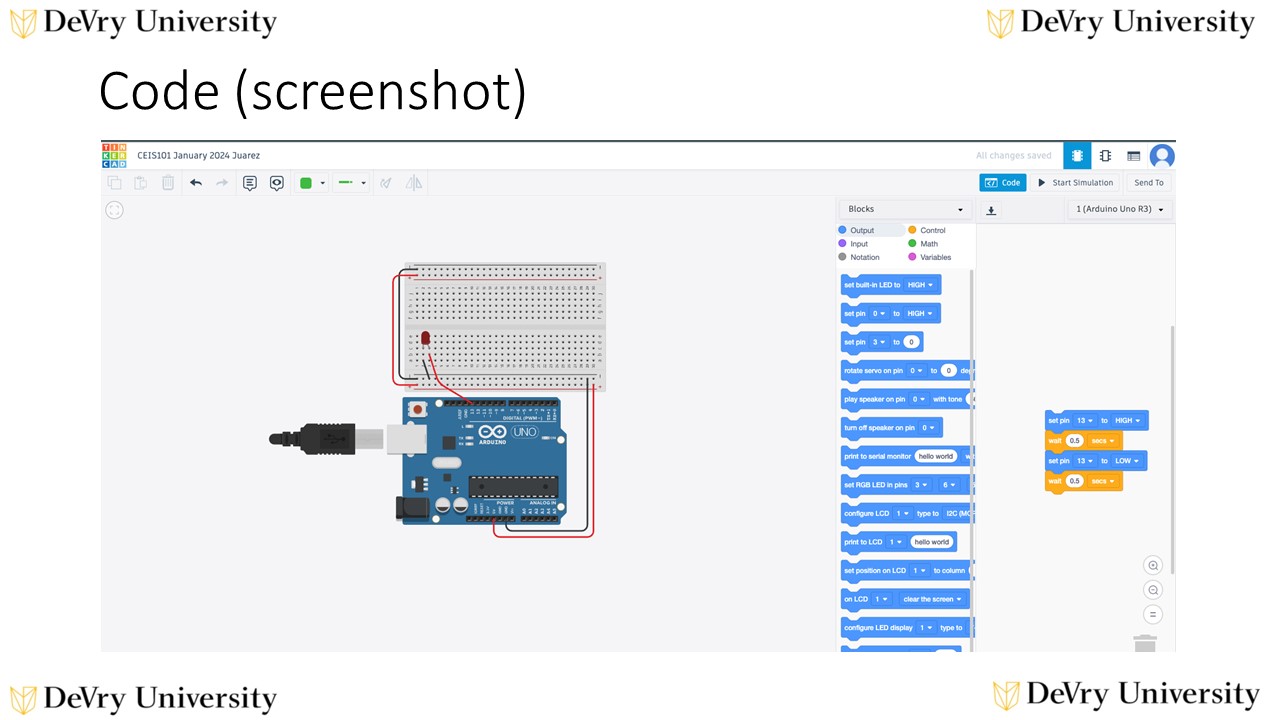 DeVry University
DeVry University
Code (screenshot)
TIN
KER
CAD
CEIS101 January 2024 Juarez
All changes saved
Code
Start Simulation
Send To
Blocks
1 (Arduino Uno R3)
Output
Control
Input
Math
Notation
Variables
set built-in LED to HIGH
set pin 0 to HIGH
set pin 3 to 0
rotate servo on pin 0 to 0 deg
play speaker on pin 0 with tone
turn off speaker on pin 0
print to serial monitor hello world
set RGB LED in pins 3 6
configure LCD 1 type to I2C
print to LCD 1 hello world
set position on LCD 1 to column
on LCD 1 clear the screen
configure LED display 1 type to
set pin 13 to HIGH
wait 0.5 secs
set pin 13 to LOW
wait 0.5 secs
DIGITAL (PWM~)
UNO
ARDUINO
POWER
ANALOG IN
DeVry University
DeVry University